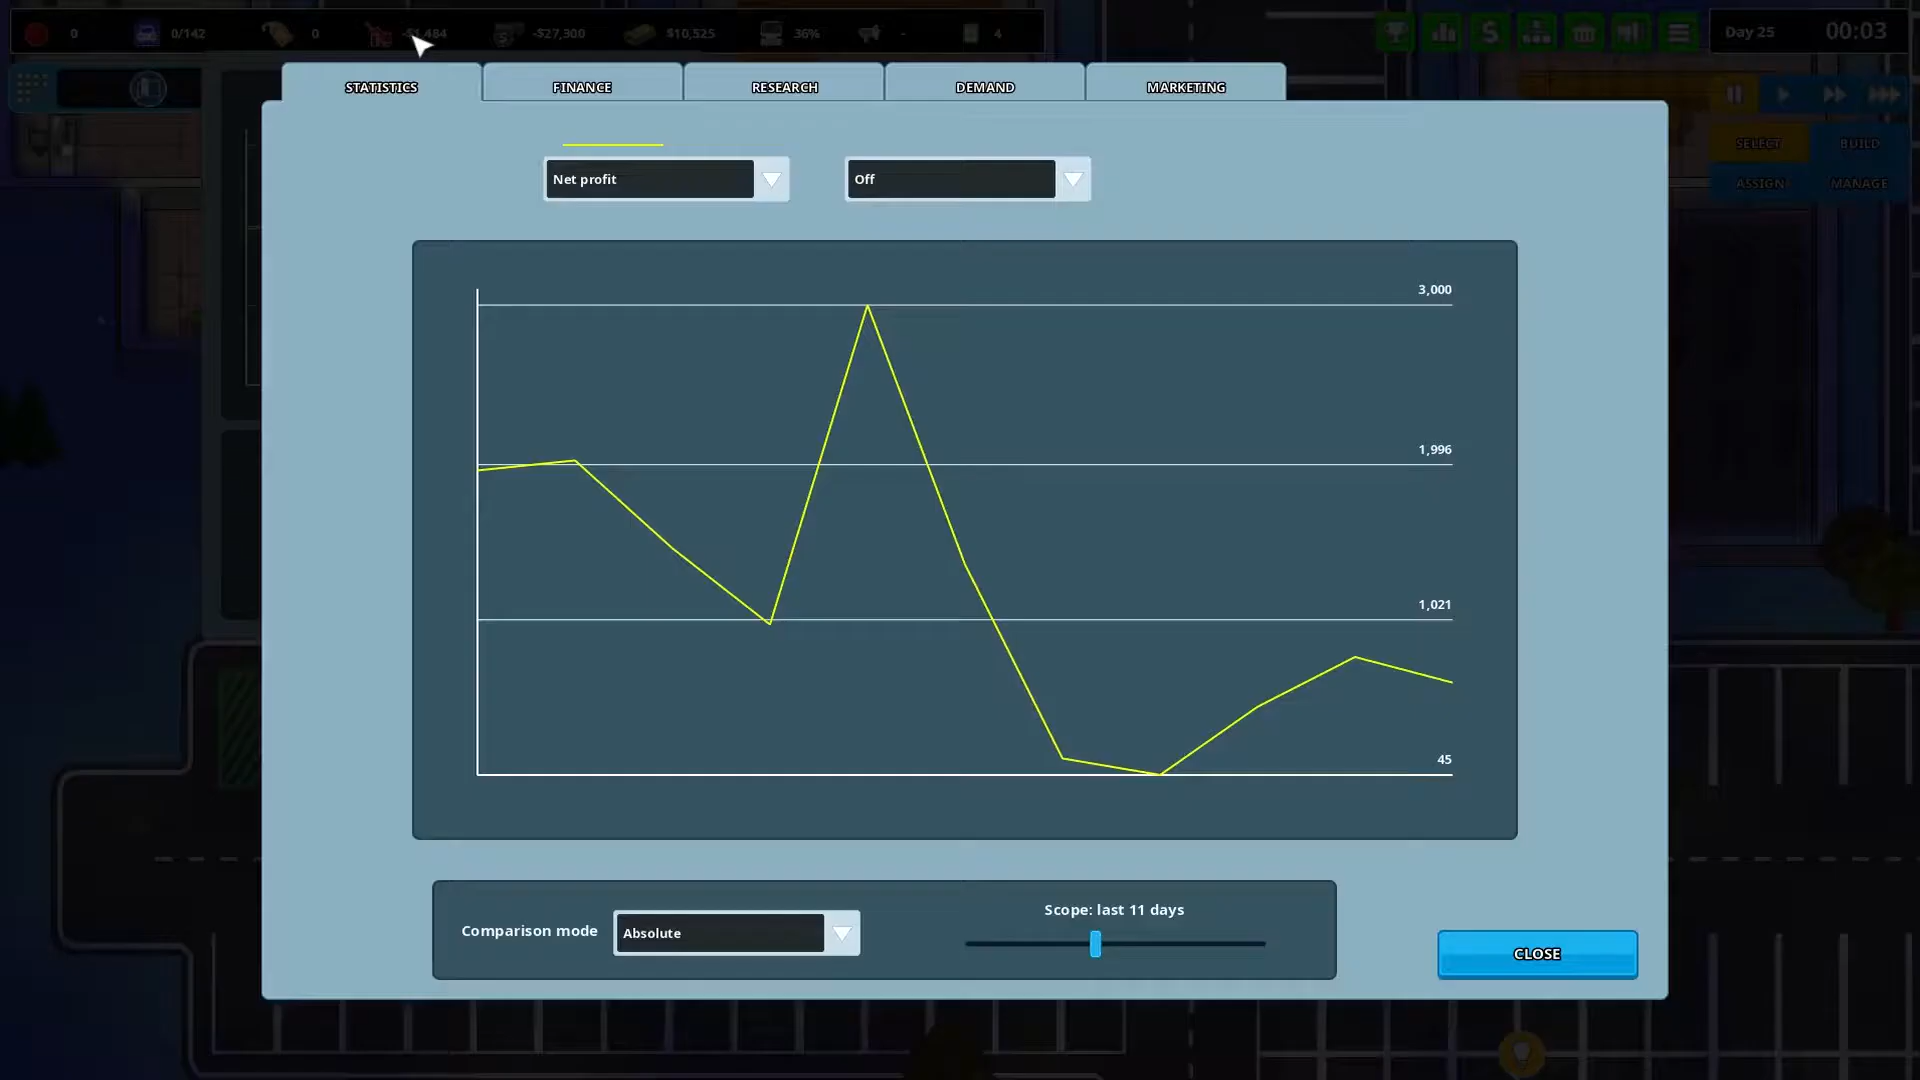 0 0/142 0 -$1,484 -$27,300 $10,525 36% - 4 Day 25 00:03
STATISTICS FINANCE RESEARCH DEMAND MARKETING
SELECT BUILD
ASSIGN MANAGE
Net profit Off
3,000
1,996
1,021
45
Scope: last 11 days
Comparison mode Absolute
CLOSE